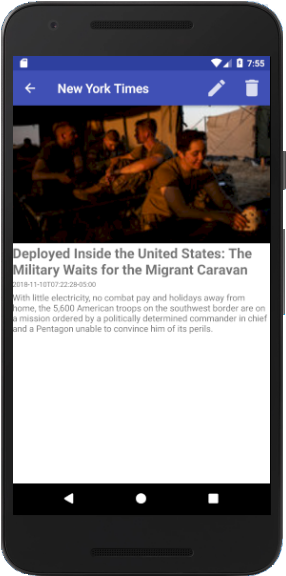 7:55
New York Times
Deployed Inside the United States: The
Military Waits for the Migrant Caravan
2018-11-10T07:22:28-05:00
With little electricity, no combat pay and holidays away from
home, the 5,600 American troops on the southwest border are on
a mission ordered by a politically determined commander in chief
and a Pentagon unable to convince him of its perils.